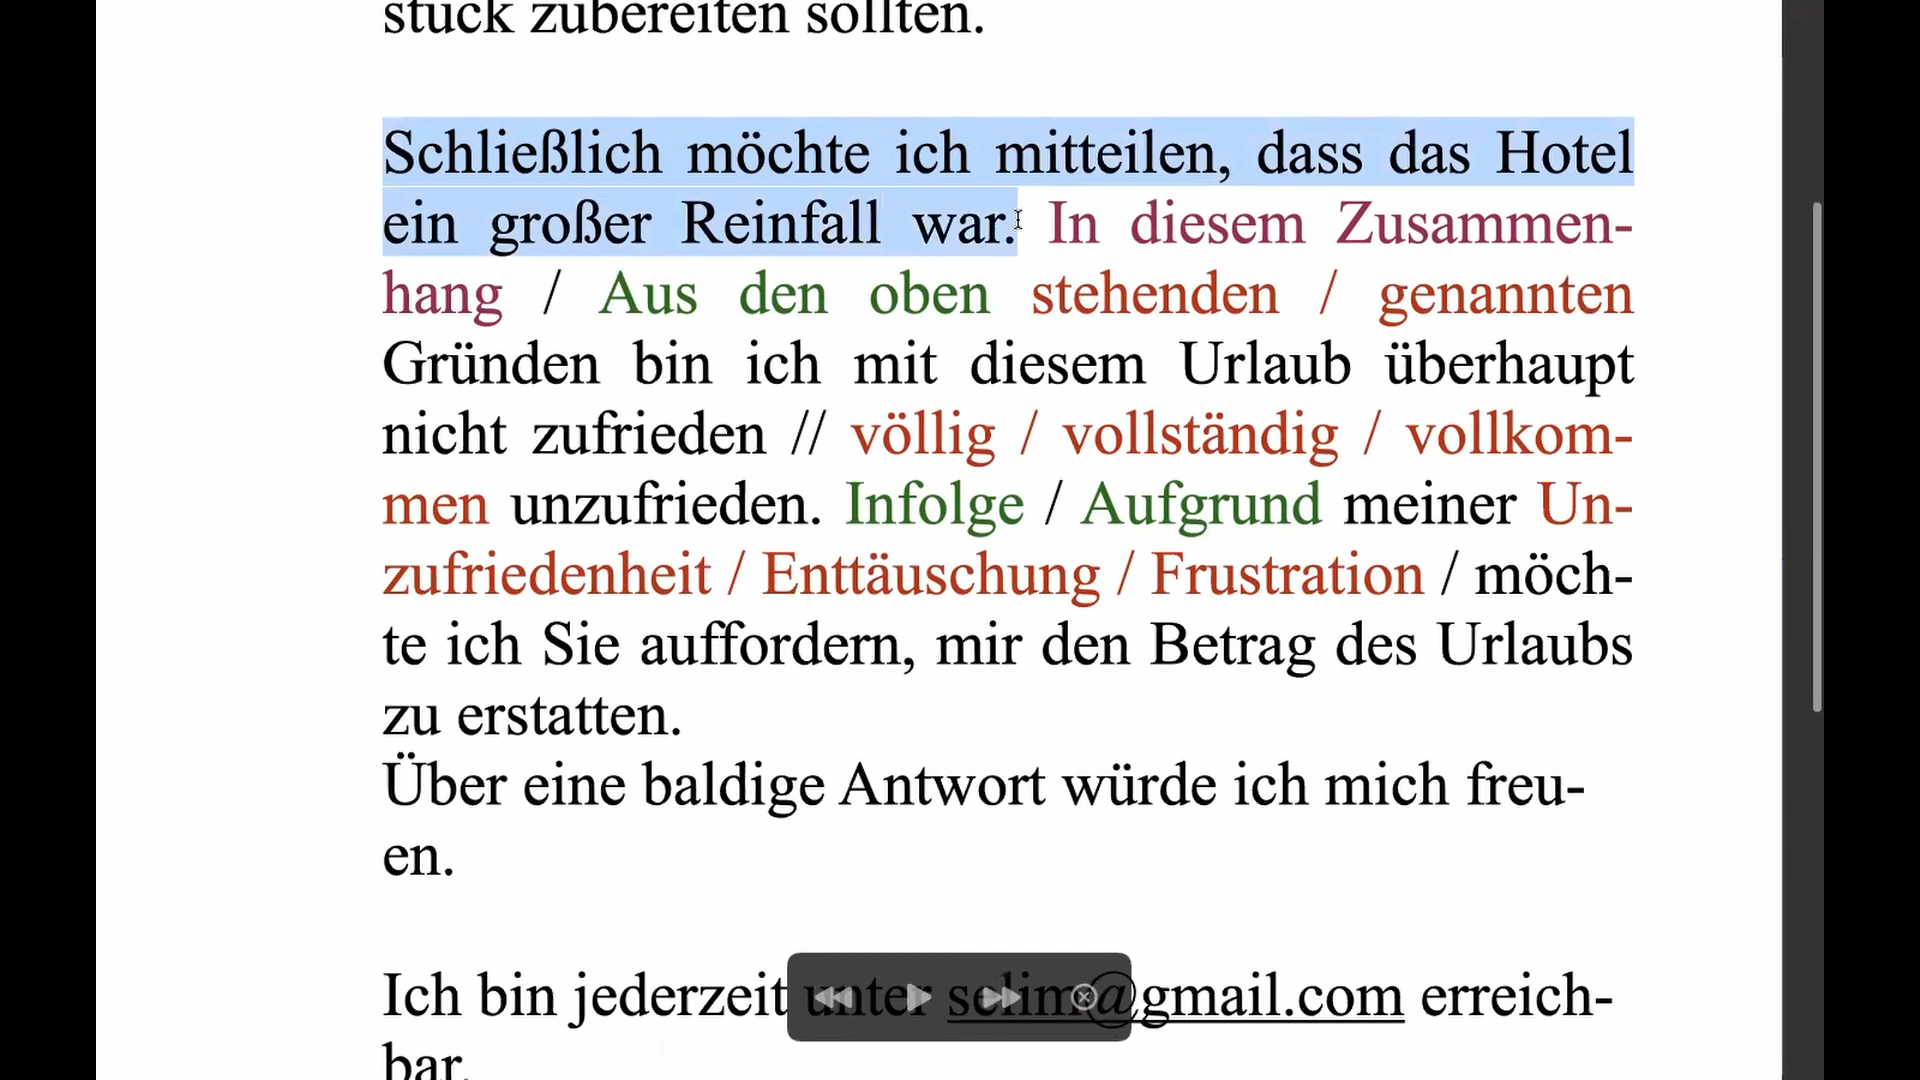 stück zubereiten sollten.
Schließlich möchte ich mitteilen, dass das Hotel
ein großer Reinfall war. In diesem Zusammen-
hang / Aus den oben stehenden / genannten
Gründen bin ich mit diesem Urlaub überhaupt
nicht zufrieden // völlig / vollständig / vollkom-
men unzufrieden. Infolge / Aufgrund meiner Un-
zufriedenheit / Enttäuschung / Frustration / möch-
te ich Sie auffordern, mir den Betrag des Urlaubs
zu erstatten.
Über eine baldige Antwort würde ich mich freu-
en.
Ich bin jederzeit unter selim@gmail.com erreich-
bar.